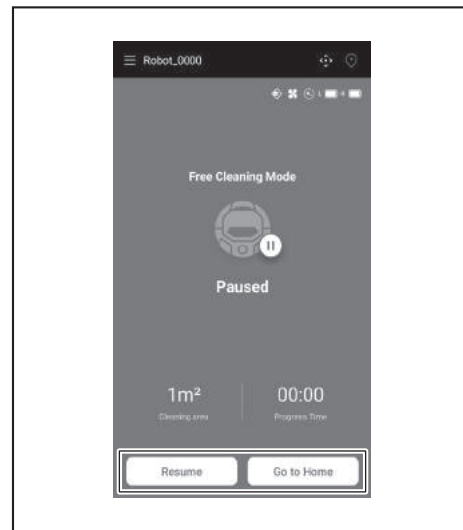 Robot_0000
L R
Free Cleaning Mode
Paused
1m² 00:00
Cleaning area Progress Time
Resume Go to Home